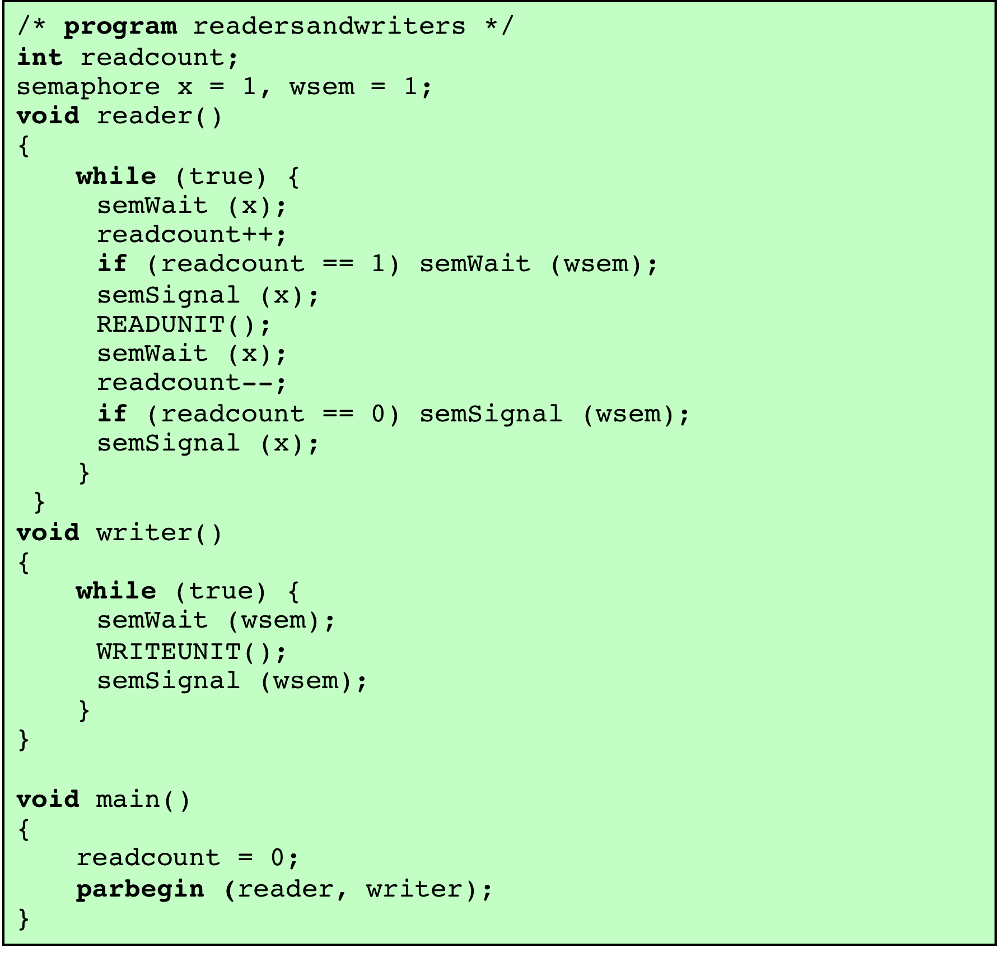 /* program readersandwriters */
int readcount;
semaphore x = 1, wsem = 1;
void reader()
{
while (true) {
semWait (x);
readcount++;
if (readcount == 1) semWait (wsem);
semSignal (x);
READUNIT();
semWait (x);
readcount--;
if (readcount == 0) semSignal (wsem);
semSignal (x);
}
}
void writer()
{
while (true) {
semWait (wsem);
WRITEUNIT();
semSignal (wsem);
}
}
void main()
{
readcount = 0;
parbegin (reader, writer);
}